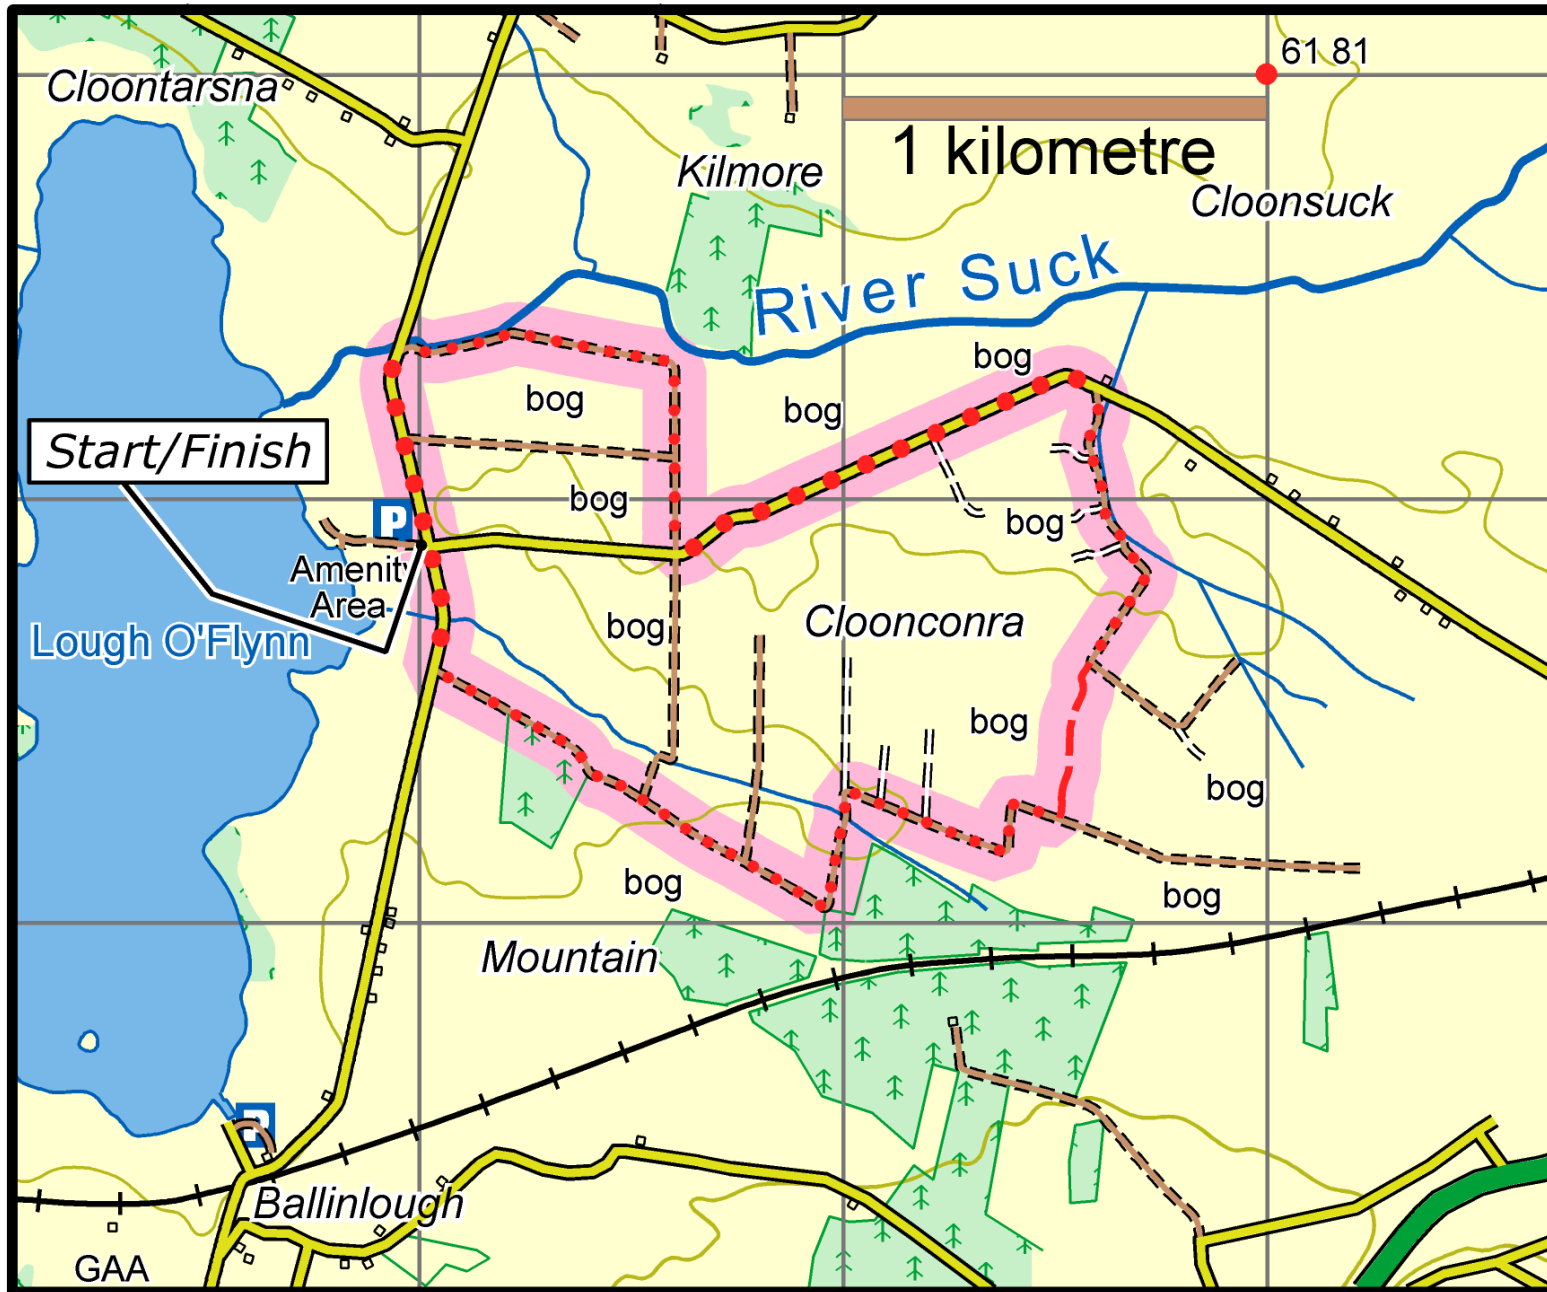 61 81
Cloontarsna
1 kilometre
Kilmore
Cloonsuck
River Suck
bog
bog
bog
Start/Finish
bog
P
bog
Amenity
Area
Cloonconra
bog
Lough O'Flynn
bog
bog
bog
bog
Mountain
P
Ballinlough
GAA